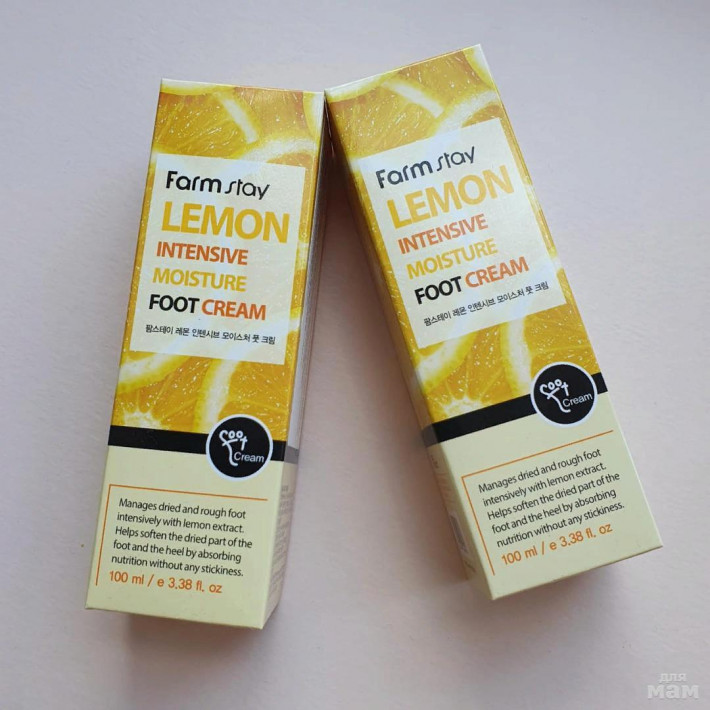 Farmstay
LEMON
INTENSIVE
MOISTURE
FOOT CREAM
팜스테이 레몬 인텐시브 모이스처 풋 크림
Foot
Cream
Manages dried and rough foot
intensively with lemon extract.
Helps soften the dried part of the
foot and the heel by absorbing
nutrition without any stickiness.
100 ml / e 3.38 fl. oz
Farmstay
LEMON
INTENSIVE
MOISTURE
FOOT CREAM
팜스테이 레몬 인텐시브 모이스처 풋 크림
Foot
Cream
Manages dried and rough foot
intensively with lemon extract.
Helps soften the dried part of the
foot and the heel by absorbing
nutrition without any stickiness.
100 ml / e 3.38 fl. oz
для
мам